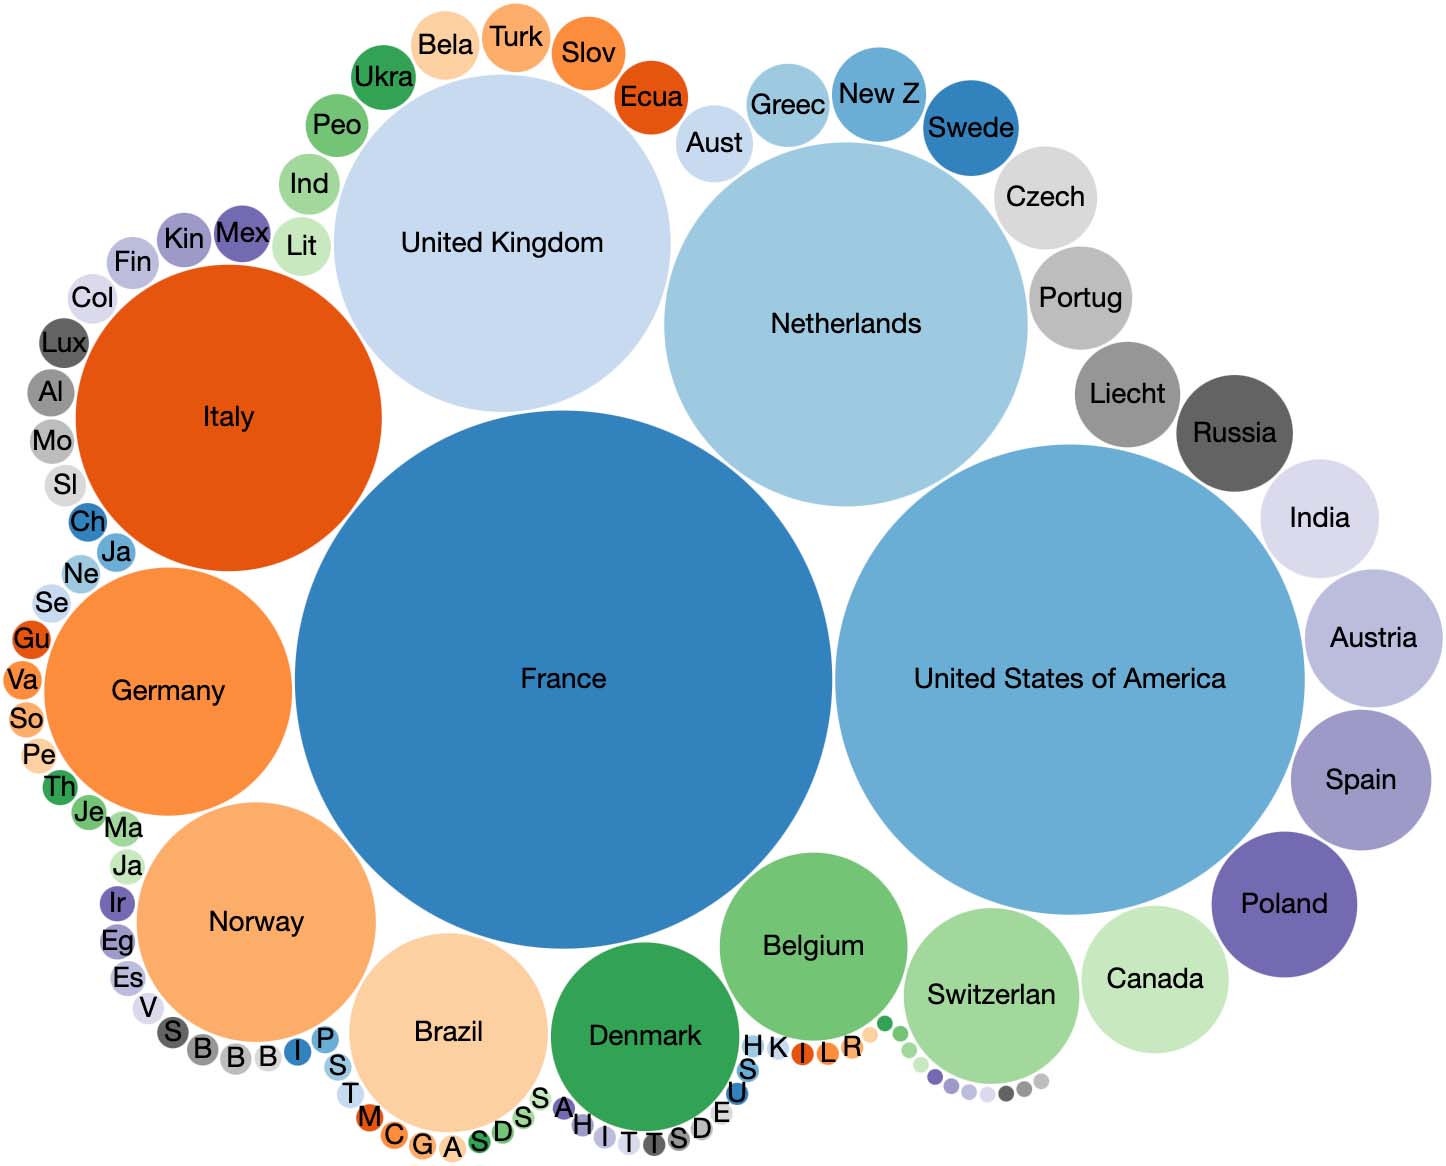 Bela
Turk
Slov
Ukra
Ecua
Greec
New Z
Peo
Aust
Swede
Ind
Czech
Kin
Mex
Lit
United Kingdom
Fin
Col
Portug
Netherlands
Lux
Al
Liecht
Italy
Russia
Mo
Sl
India
Ch
Ja
Ne
Se
Gu
Austria
Va
Germany
France
United States of America
So
Pe
Spain
Th
Je
Ma
Ja
Ir
Poland
Norway
Eg
Belgium
Es
Canada
Switzerlan
V
S
Brazil
Denmark
B
B
B
I
P
S
T
M
C
G
A
S
D
S
S
A
H
I
T
T
S
D
E
U
S
H
K
I
L
R